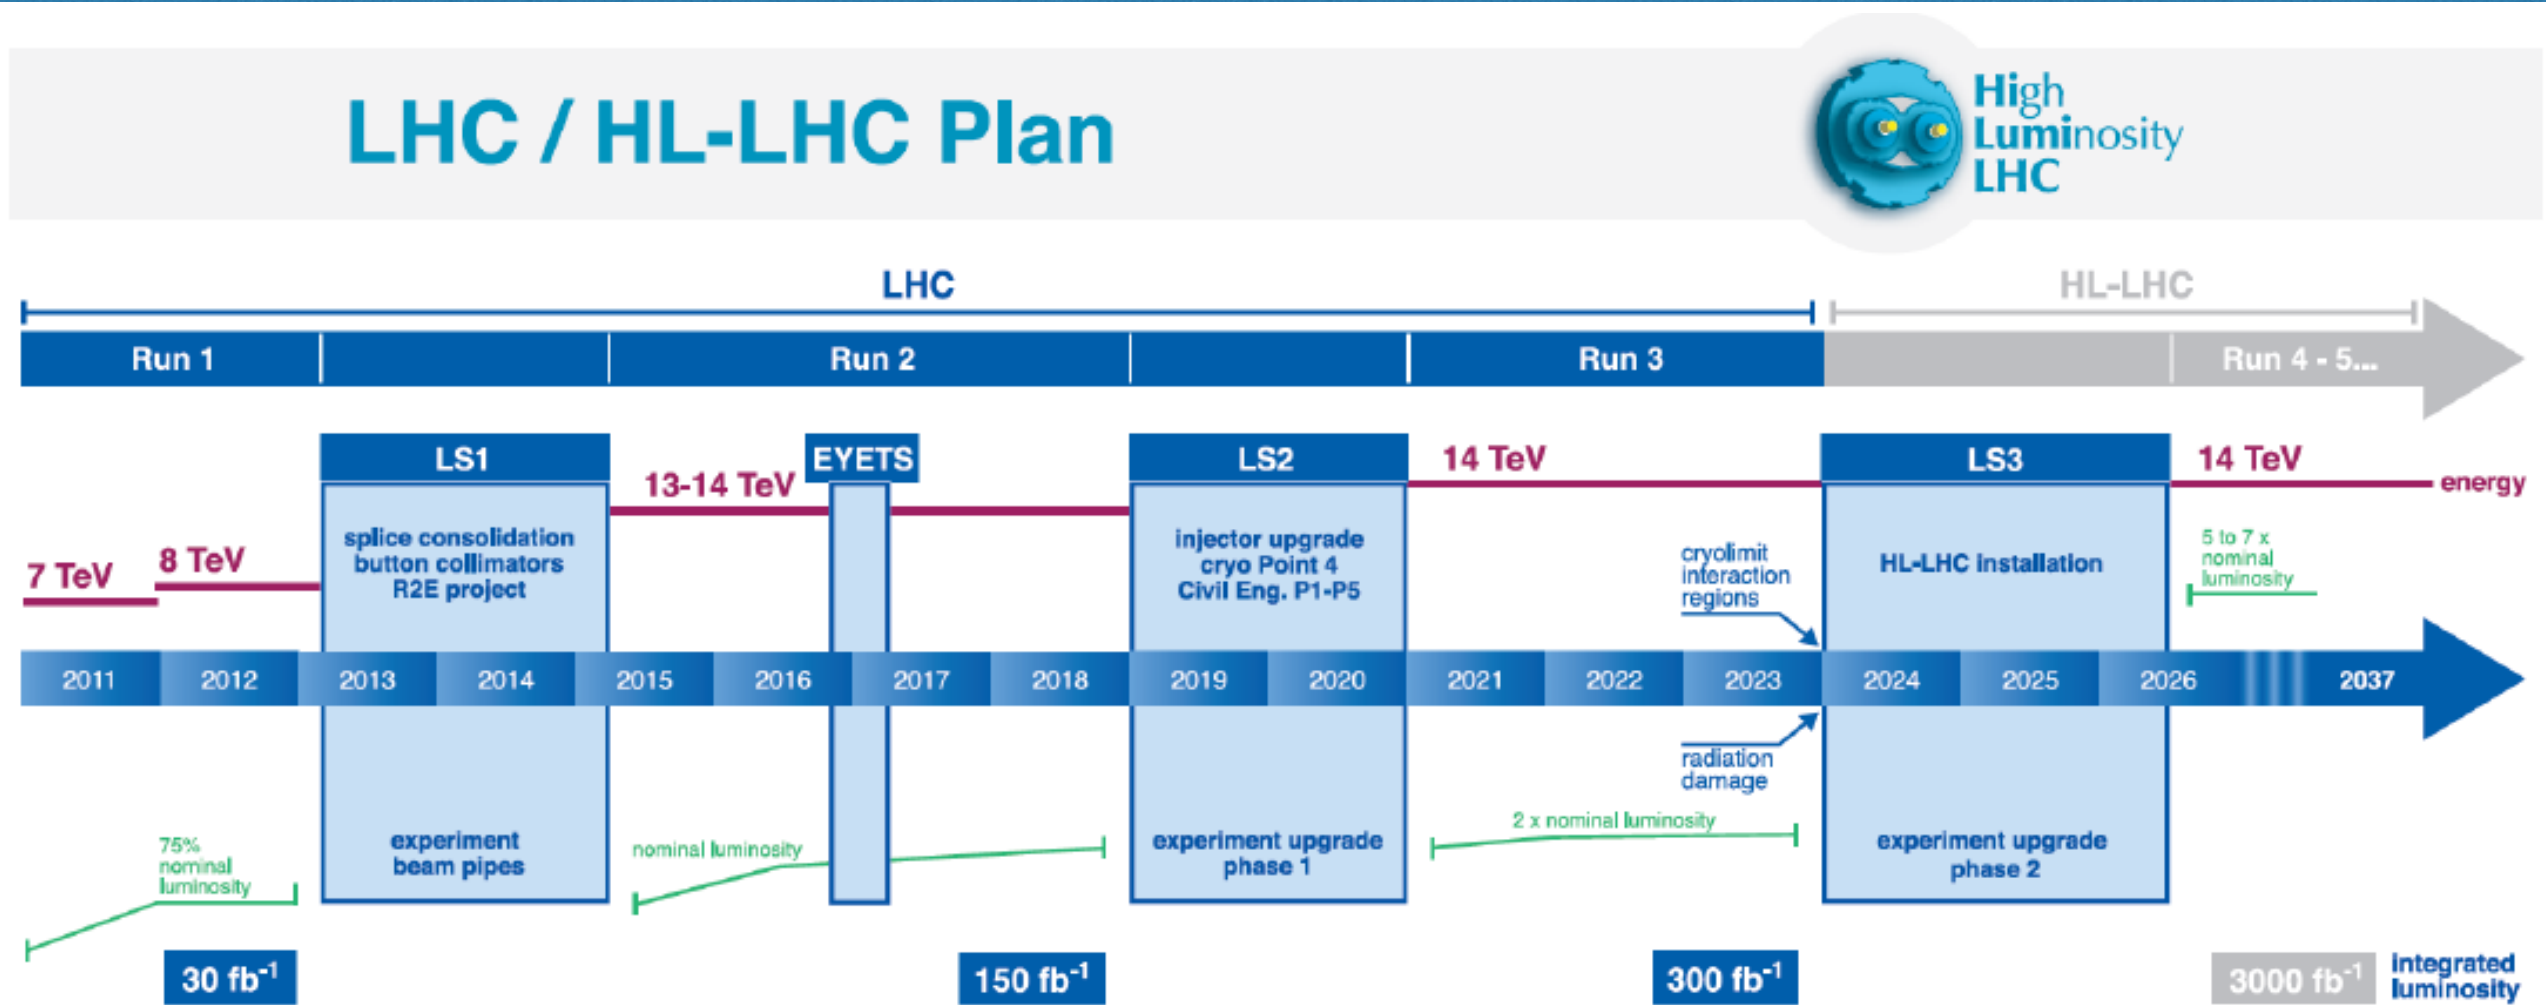 LHC / HL-LHC Plan
High
Luminosity
LHC
LHC
HL-LHC
Run 1
Run 2
Run 3
Run 4 - 5...
LS1
EYETS
LS2
14 TeV
LS3
14 TeV
13-14 TeV
energy
7 TeV
8 TeV
splice consolidation
button collimators
R2E project
injector upgrade
cryo Point 4
Civil Eng. P1-P5
cryolimit
interaction
regions
HL-LHC installation
5 to 7 x
nominal
luminosity
2011
2012
2013
2014
2015
2016
2017
2018
2019
2020
2021
2022
2023
2024
2025
2026
2037
radiation
damage
75%
nominal
luminosity
experiment
beam pipes
nominal luminosity
experiment upgrade
phase 1
2 x nominal luminosity
experiment upgrade
phase 2
30 fb⁻¹
150 fb⁻¹
300 fb⁻¹
3000 fb⁻¹
integrated
luminosity